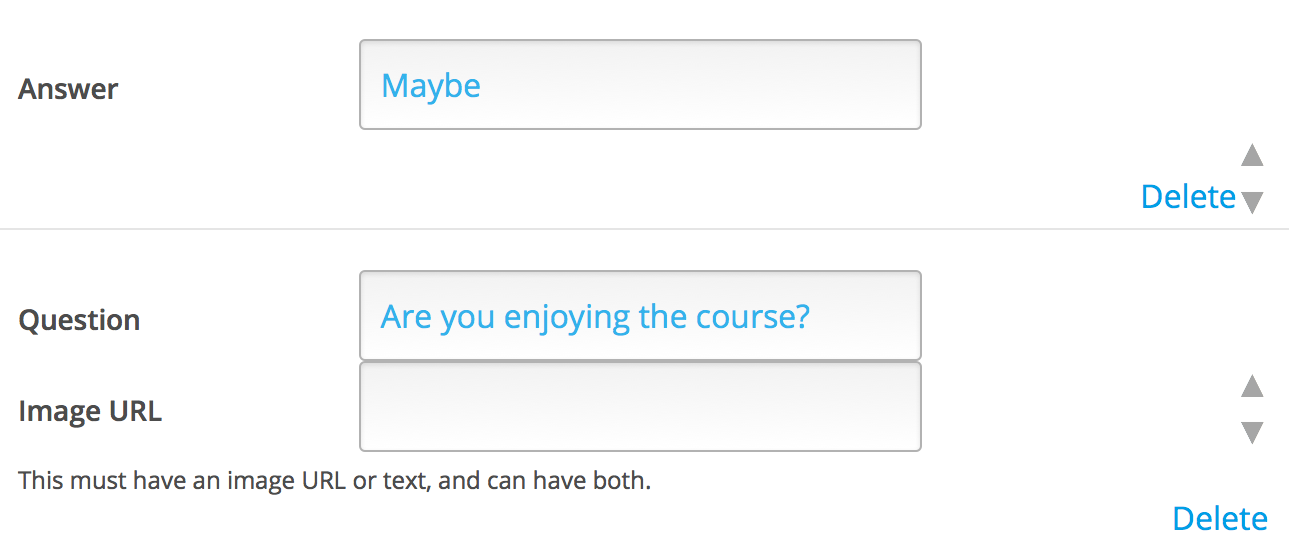 Answer
Maybe
Delete
Question
Are you enjoying the course?
Image URL
This must have an image URL or text, and can have both.
Delete